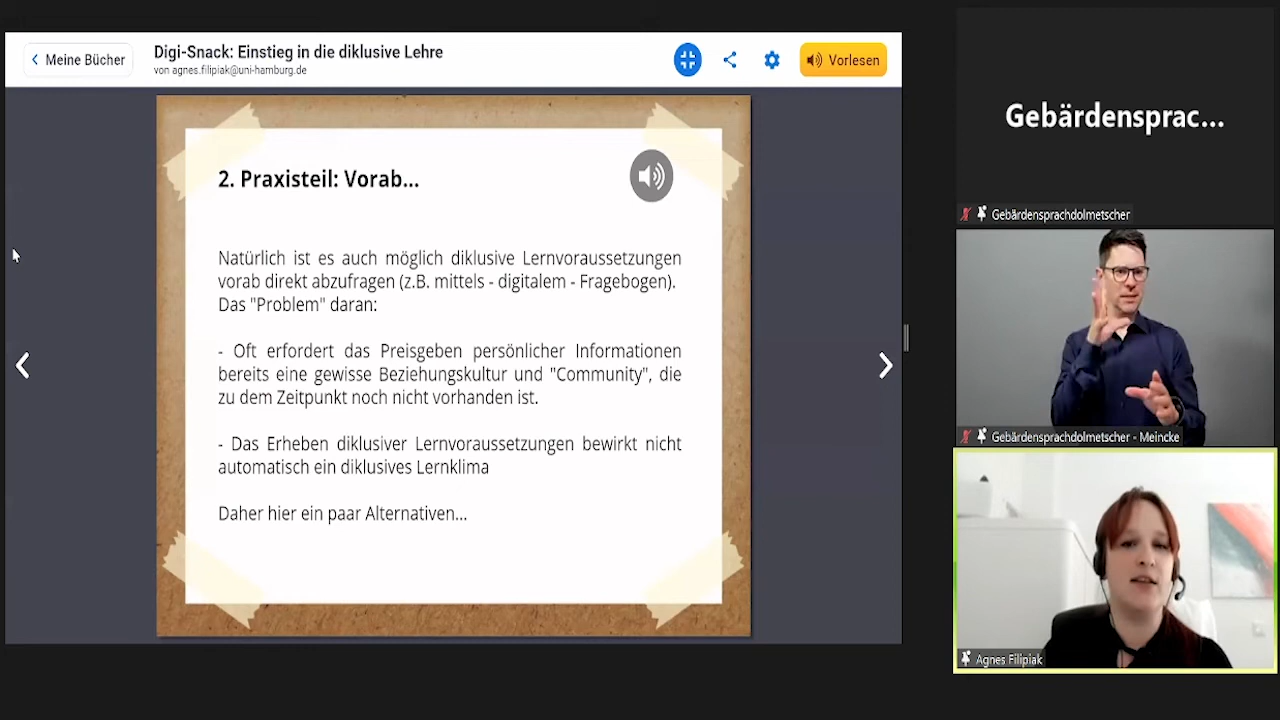 Meine Bücher
Digi-Snack: Einstieg in die diklusive Lehre
von agnes.filipiak@uni-hamburg.de
Vorlesen
2. Praxisteil: Vorab...
Natürlich ist es auch möglich diklusive Lernvoraussetzungen
vorab direkt abzufragen (z.B. mittels - digitalem - Fragebogen).
Das "Problem" daran:
- Oft erfordert das Preisgeben persönlicher Informationen
bereits eine gewisse Beziehungskultur und "Community", die
zu dem Zeitpunkt noch nicht vorhanden ist.
- Das Erheben diklusiver Lernvoraussetzungen bewirkt nicht
automatisch ein diklusives Lernklima
Daher hier ein paar Alternativen...
Gebärdensprac...
Gebärdensprachdolmetscher
Gebärdensprachdolmetscher - Meincke
Agnes Filipiak